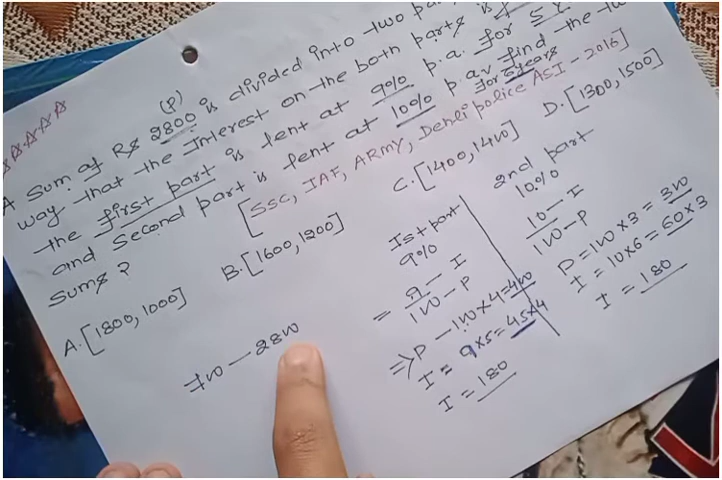 ☆☆☆☆☆
(P)
A Sum of Rs 2800 is divided into two
way that the Interest on the both parts is
the first part is lent at 9% p.a. for 5
and second part is lent at 10% p.a for 6 years find the
Sums ?
[SSC, IAF, ARMY, Dehli police ASI - 2016]
A.[1800, 1000]
B.[1600, 1200]
C.[1400, 1400]
D.[1300, 1500]
Ist part
9%
= 9 - I
100 - P
⇒ P - 100×4 = 400
I = 9×5 = 45×4
I = 180
2nd part
10%
10 - I
100 - P
P = 100×3 = 300
I = 10×6 = 60×3
I = 180
700 - 2800